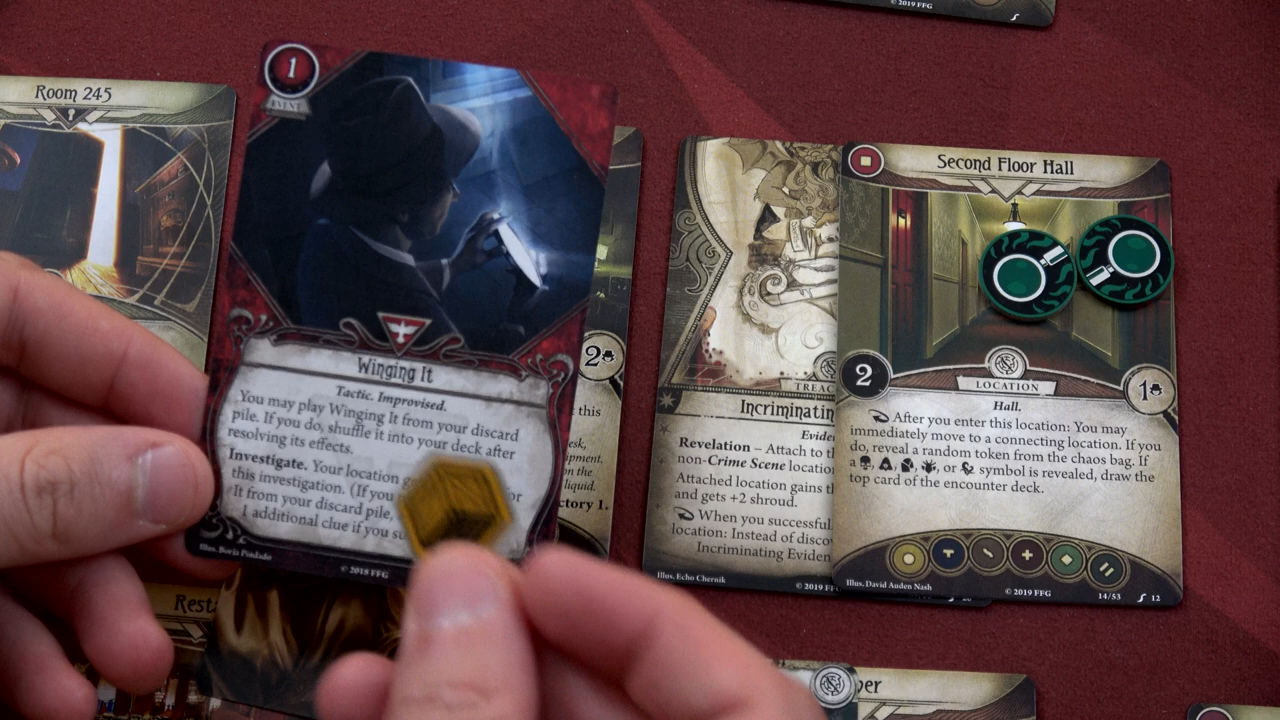 © 2019 FFG
Room 245
1
EVENT
Winging It
Tactic. Improvised.
You may play Winging It from your discard
pile. If you do, shuffle it into your deck after
resolving its effects.
Investigate. Your location
this investigation. (If you
It from your discard pile,
1 additional clue if you
Illus. Borja Pindado
© 2018 FFG
2
this
on the
liquid.
Victory 1.
Incriminatin
Evide
Revelation – Attach to th
non-Crime Scene location
Attached location gains t
and gets +2 shroud.
When you successful
location: Instead of disco
Incriminating Eviden
Illus. Echo Chernik
© 2019 FFG
Second Floor Hall
2
LOCATION
1
Hall.
After you enter this location: You may
immediately move to a connecting location. If you
do, reveal a random token from the chaos bag. If
a , , , , or symbol is revealed, draw the
top card of the encounter deck.
Illus. David Auden Nash
© 2019 FFG
14/53
12
Resta
per